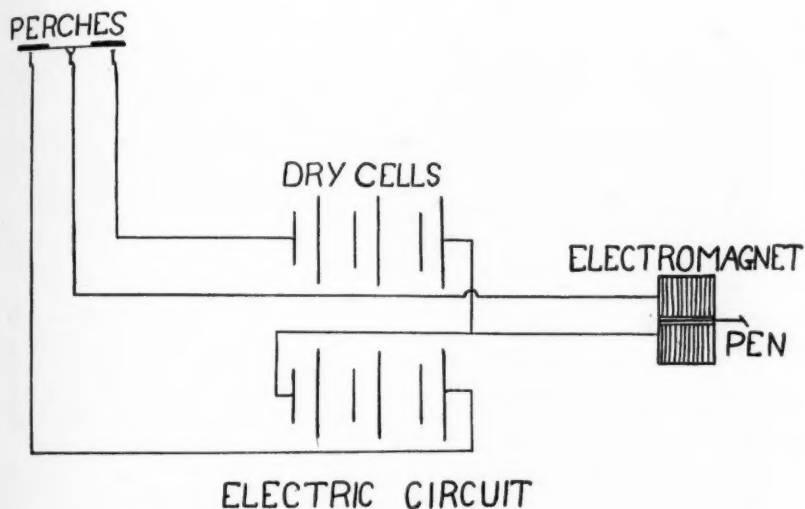 PERCHES
DRY CELLS
ELECTROMAGNET
PEN
ELECTRIC CIRCUIT